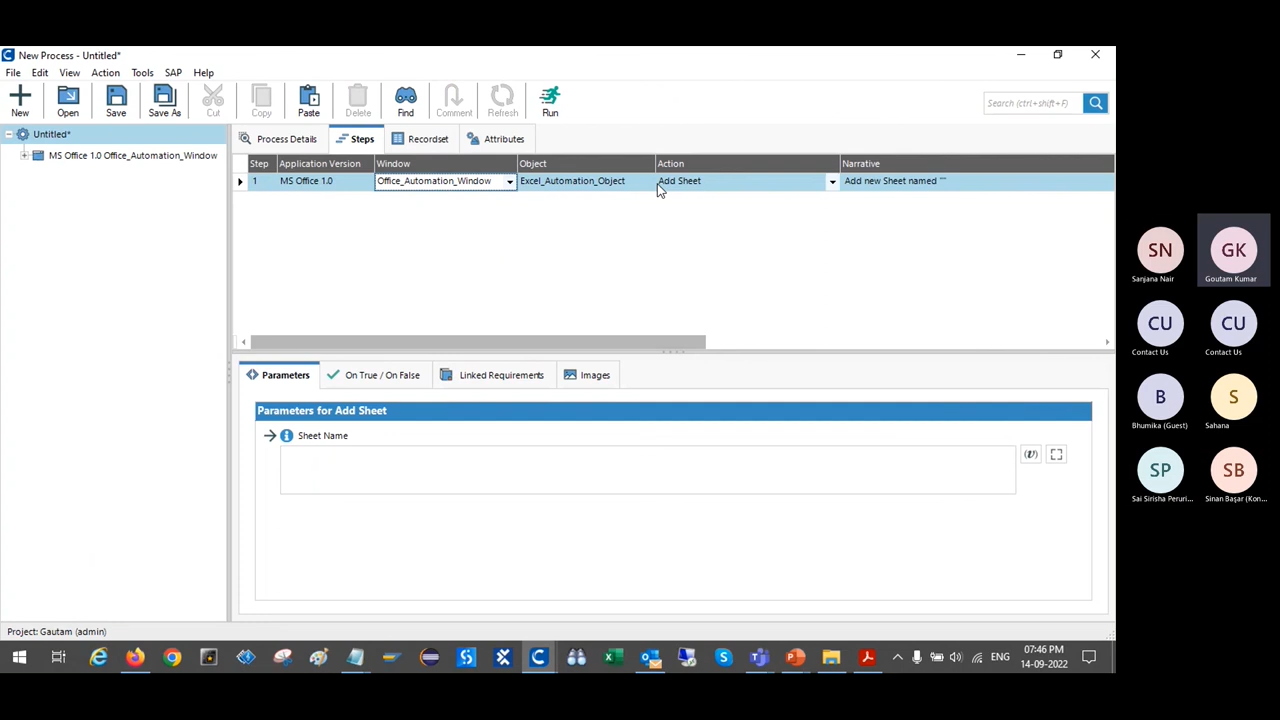 New Process - Untitled*
File Edit View Action Tools SAP Help
New Open Save Save As Cut Copy Paste Delete Find Comment Refresh Run
Search (ctrl+shift+F)
Untitled*
MS Office 1.0 Office_Automation_Window
Process Details Steps Recordset Attributes
Step Application Version Window Object Action Narrative
1 MS Office 1.0 Office_Automation_Window Excel_Automation_Object Add Sheet Add new Sheet named ""
Parameters On True / On False Linked Requirements Images
Parameters for Add Sheet
Sheet Name
(v)
Project: Gautam (admin)
ENG
07:46 PM
14-09-2022
SN
Sanjana Nair
GK
Goutam Kumar
CU
Contact Us
CU
Contact Us
B
Bhumika (Guest)
S
Sahana
SP
Sai Sirisha Peruri...
SB
Sinan Başar (Kon...